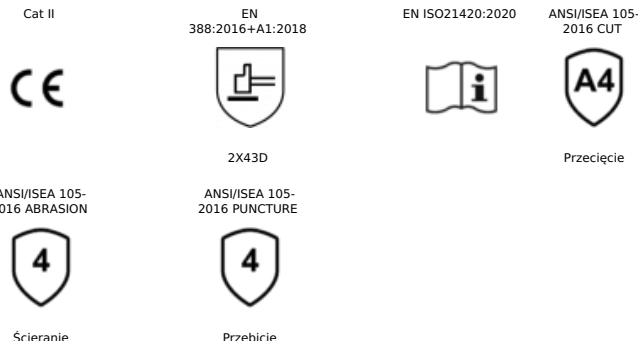 Cat II
EN
388:2016+A1:2018
EN ISO21420:2020
ANSI/ISEA 105-
2016 CUT
CE
i
A4
2X43D
Przecięcie
ANSI/ISEA 105-
016 ABRASION
ANSI/ISEA 105-
2016 PUNCTURE
4
4
Ścieranie
Przebicie